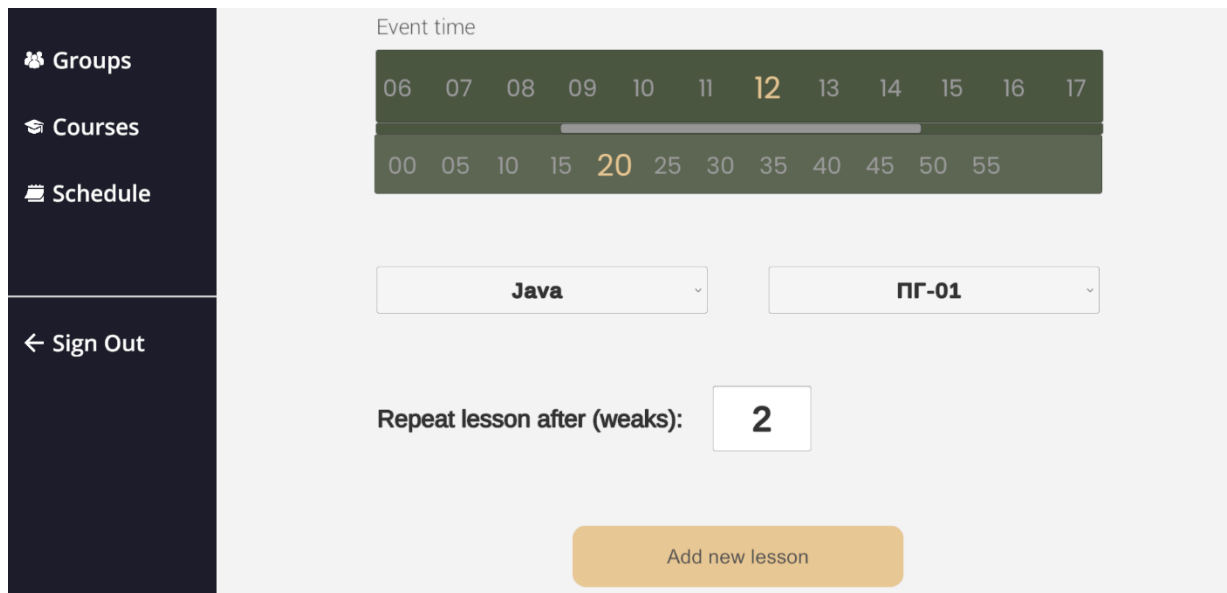 Groups
Courses
Schedule
Sign Out
Event time
06 07 08 09 10 11 12 13 14 15 16 17
00 05 10 15 20 25 30 35 40 45 50 55
Java
ПГ-01
Repeat lesson after (weaks):
2
Add new lesson